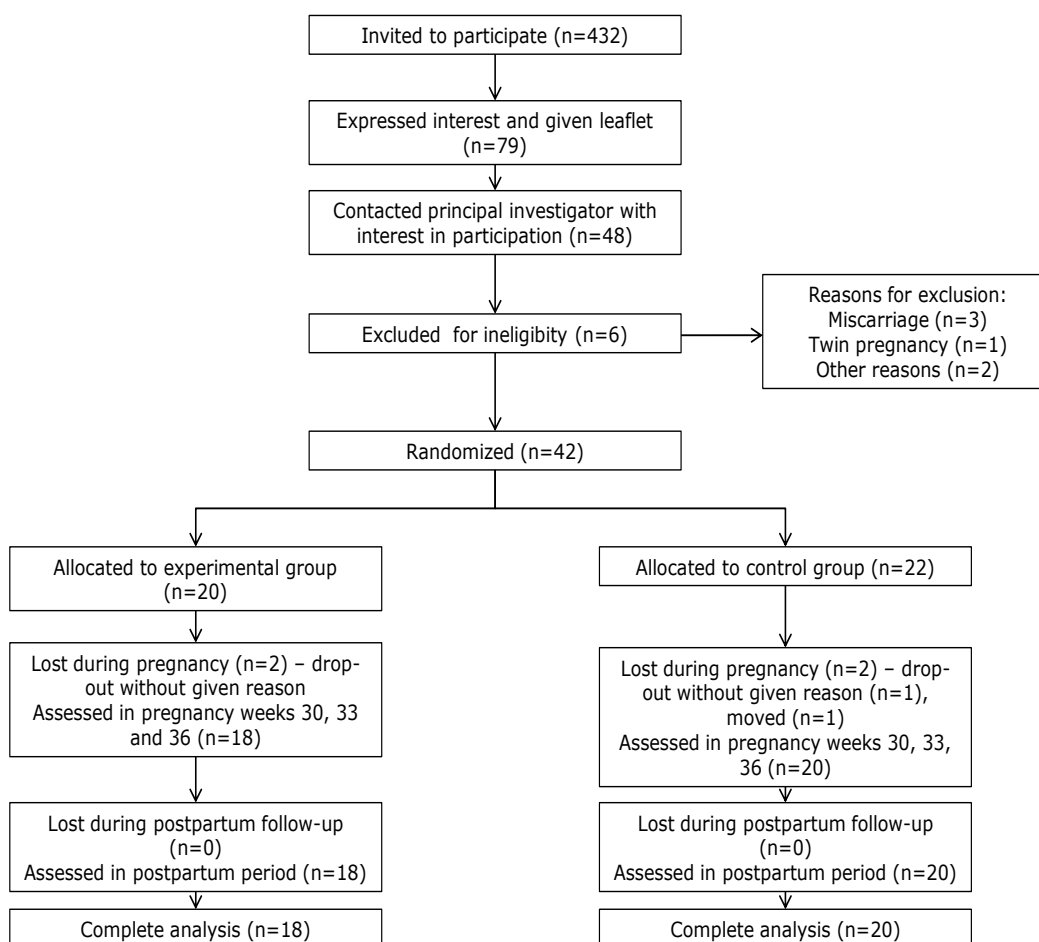 Invited to participate (n=432)
Expressed interest and given leaflet
(n=79)
Contacted principal investigator with
interest in participation (n=48)
Excluded  for ineligibity (n=6)
Reasons for exclusion:
Miscarriage (n=3)
Twin pregnancy (n=1)
Other reasons (n=2)
Randomized (n=42)
Allocated to experimental group
(n=20)
Allocated to control group (n=22)
Lost during pregnancy (n=2) – drop-
out without given reason
Assessed in pregnancy weeks 30, 33
and 36 (n=18)
Lost during pregnancy (n=2) – drop-
out without given reason (n=1),
moved (n=1)
Assessed in pregnancy weeks 30, 33,
36 (n=20)
Lost during postpartum follow-up
(n=0)
Assessed in postpartum period (n=18)
Lost during postpartum follow-up
(n=0)
Assessed in postpartum period (n=20)
Complete analysis (n=18)
Complete analysis (n=20)